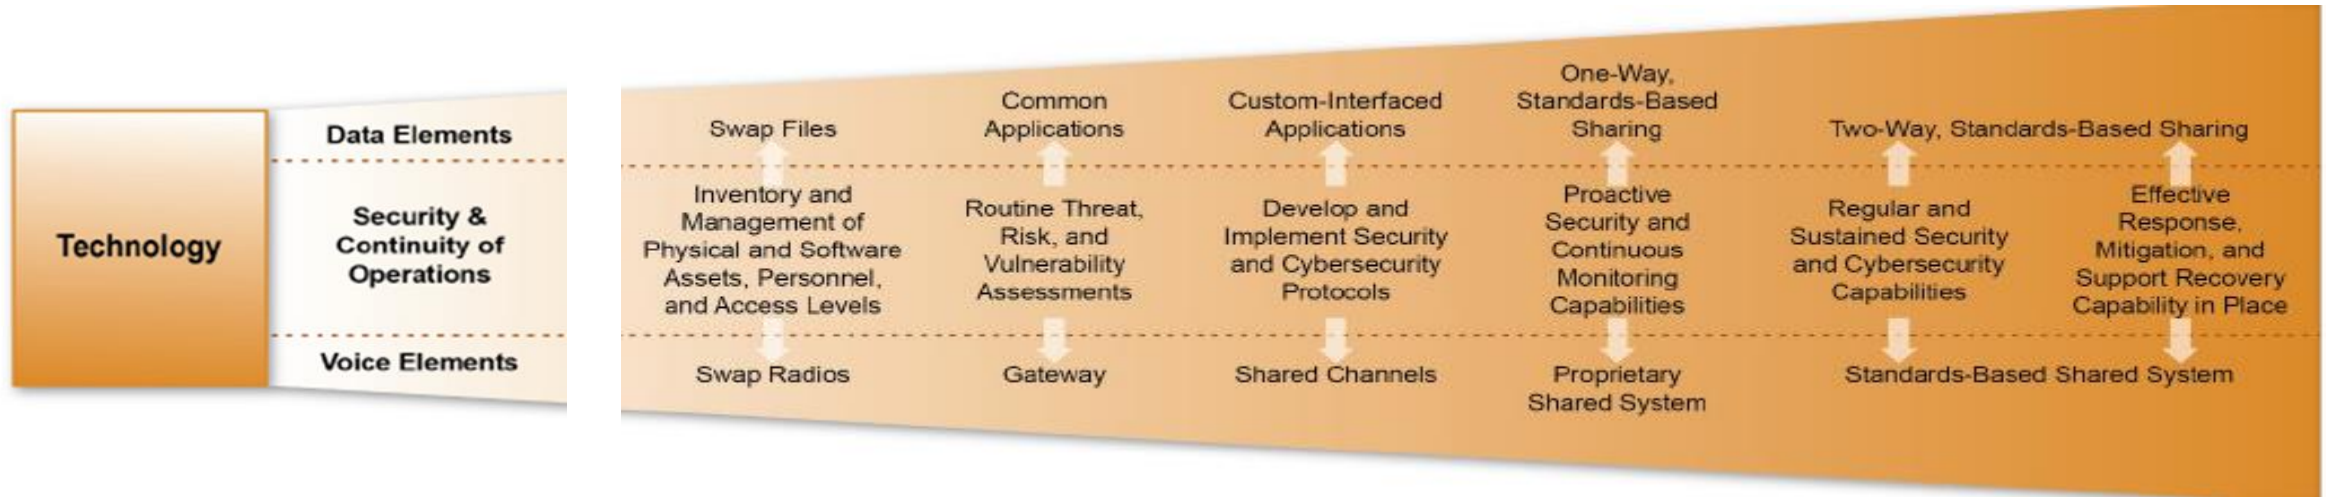 Technology
Data Elements
Security &
Continuity of
Operations
Voice Elements
Swap Files
Common
Applications
Custom-Interfaced
Applications
One-Way,
Standards-Based
Sharing
Two-Way, Standards-Based Sharing
Inventory and
Management of
Physical and Software
Assets, Personnel,
and Access Levels
Routine Threat,
Risk, and
Vulnerability
Assessments
Develop and
Implement Security
and Cybersecurity
Protocols
Proactive
Security and
Continuous
Monitoring
Capabilities
Regular and
Sustained Security
and Cybersecurity
Capabilities
Effective
Response,
Mitigation, and
Support Recovery
Capability in Place
Swap Radios
Gateway
Shared Channels
Proprietary
Shared System
Standards-Based Shared System